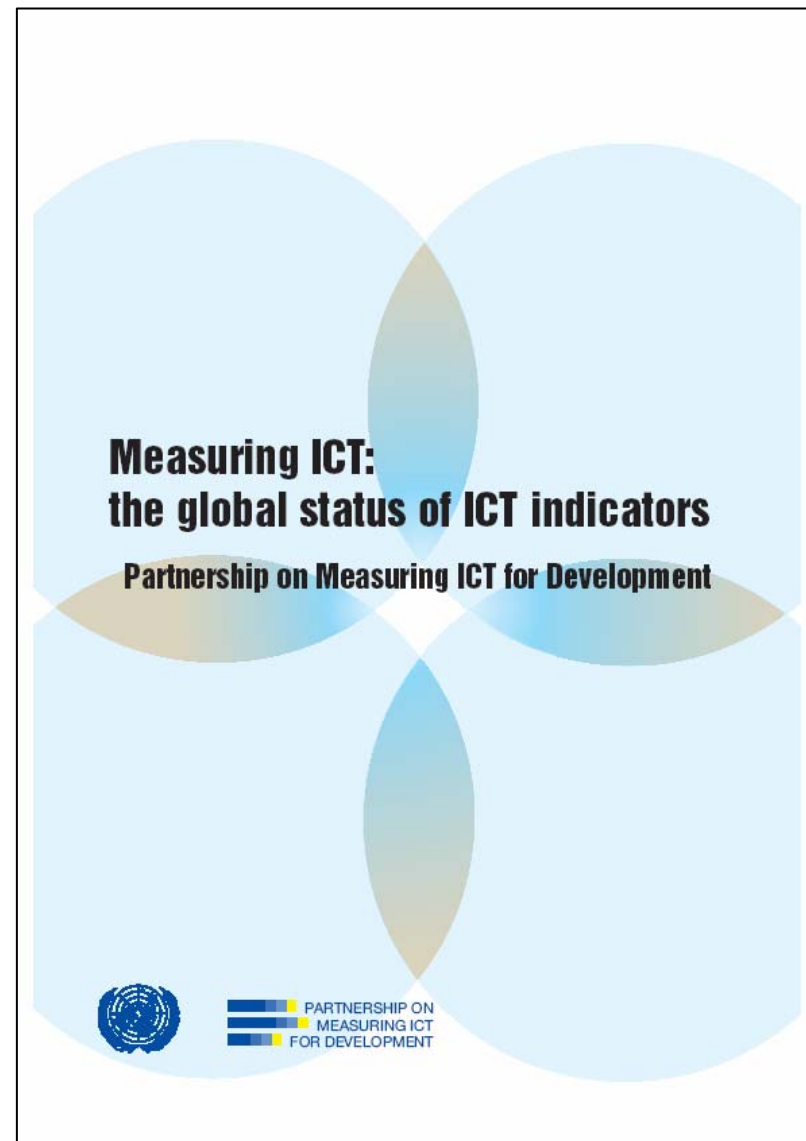 Measuring ICT:
the global status of ICT indicators
Partnership on Measuring ICT for Development
PARTNERSHIP ON
MEASURING ICT
FOR DEVELOPMENT